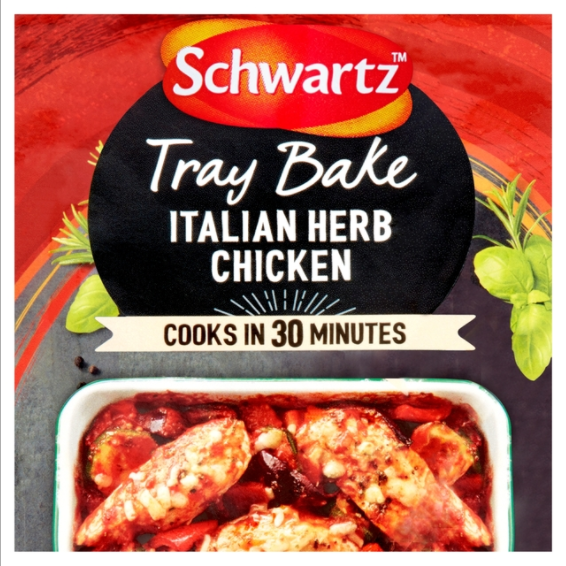 Schwartz™
Tray Bake
ITALIAN HERB
CHICKEN
COOKS IN 30 MINUTES